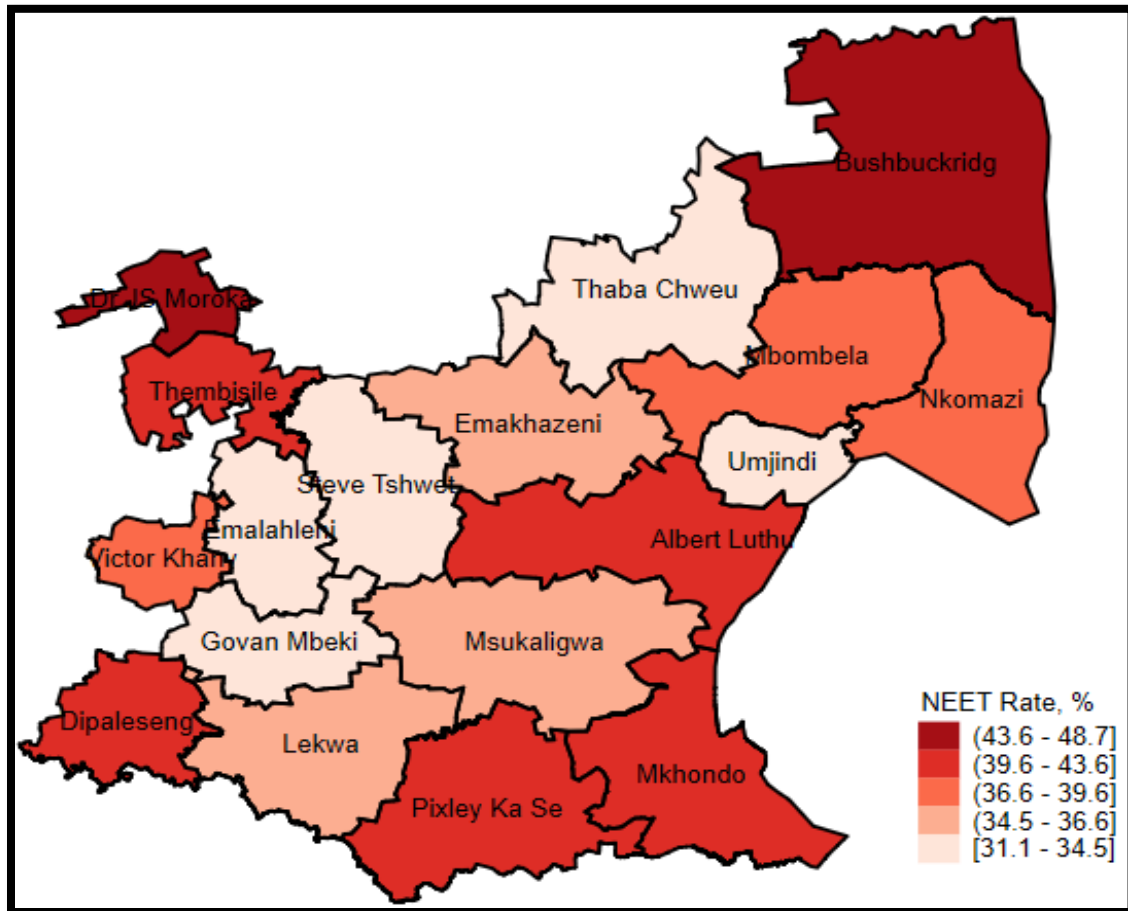 Bushbuckridg
Thaba Chweu
Dr JS Moroka
Mbombela
Thembisile
Nkomazi
Emakhazeni
Umjindi
Steve Tshwet
Emalahleni
Albert Luthu
Victor Khany
Govan Mbeki
Msukaligwa
Dipaleseng
Lekwa
Mkhondo
Pixley Ka Se
NEET Rate, %
(43.6 - 48.7]
(39.6 - 43.6]
(36.6 - 39.6]
(34.5 - 36.6]
[31.1 - 34.5]